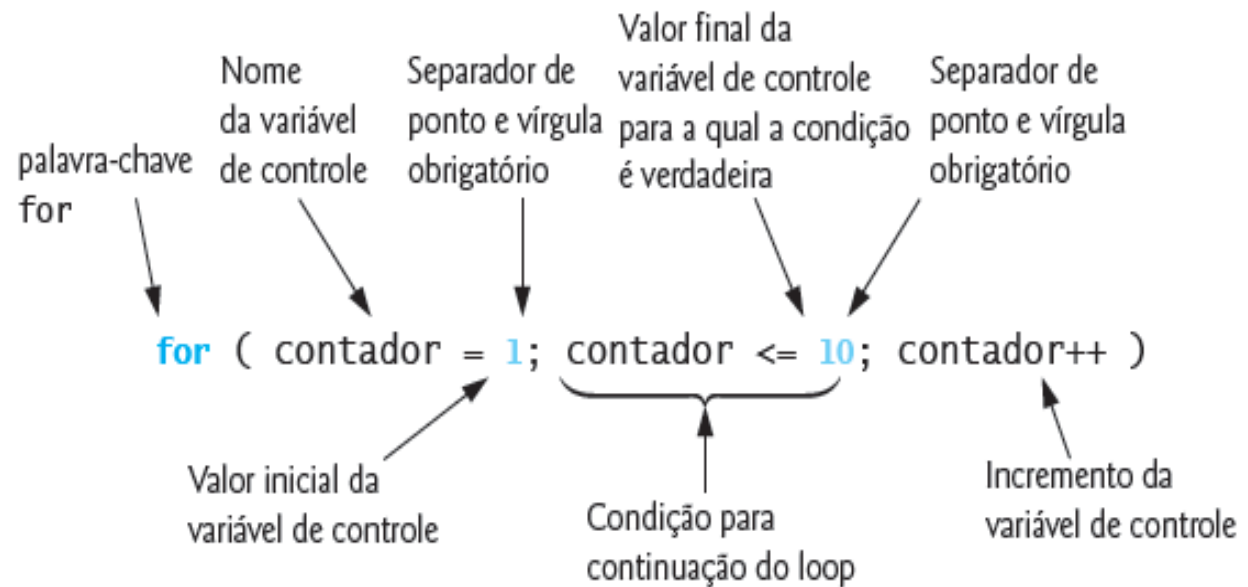 palavra-chave
for
Nome
da variável
de controle
Separador de
ponto e vírgula
obrigatório
Valor final da
variável de controle
para a qual a condição
é verdadeira
Separador de
ponto e vírgula
obrigatório
for ( contador = 1; contador <= 10; contador++ )
Valor inicial da
variável de controle
Condição para
continuação do loop
Incremento da
variável de controle